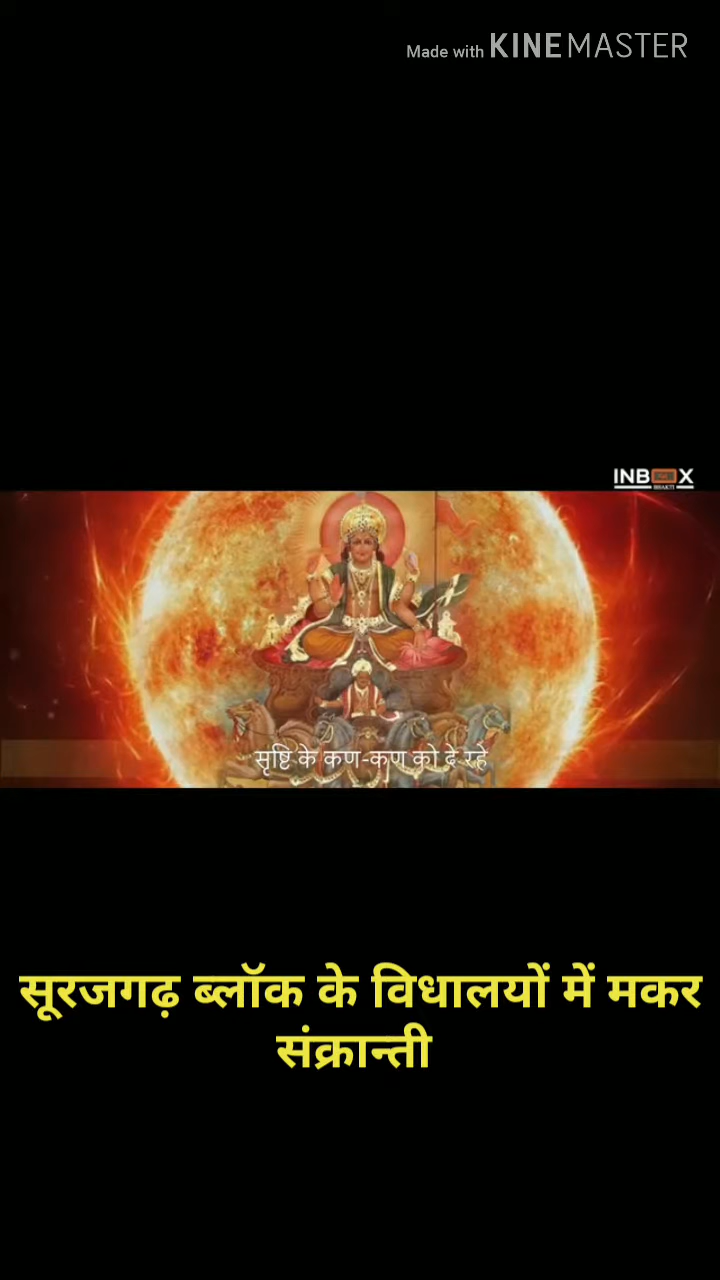 Made with KINEMASTER
INBOX
सृष्टि के कण-कण को दे रहे
सूरजगढ़ ब्लॉक के विधालयों में मकर
संक्रान्ती